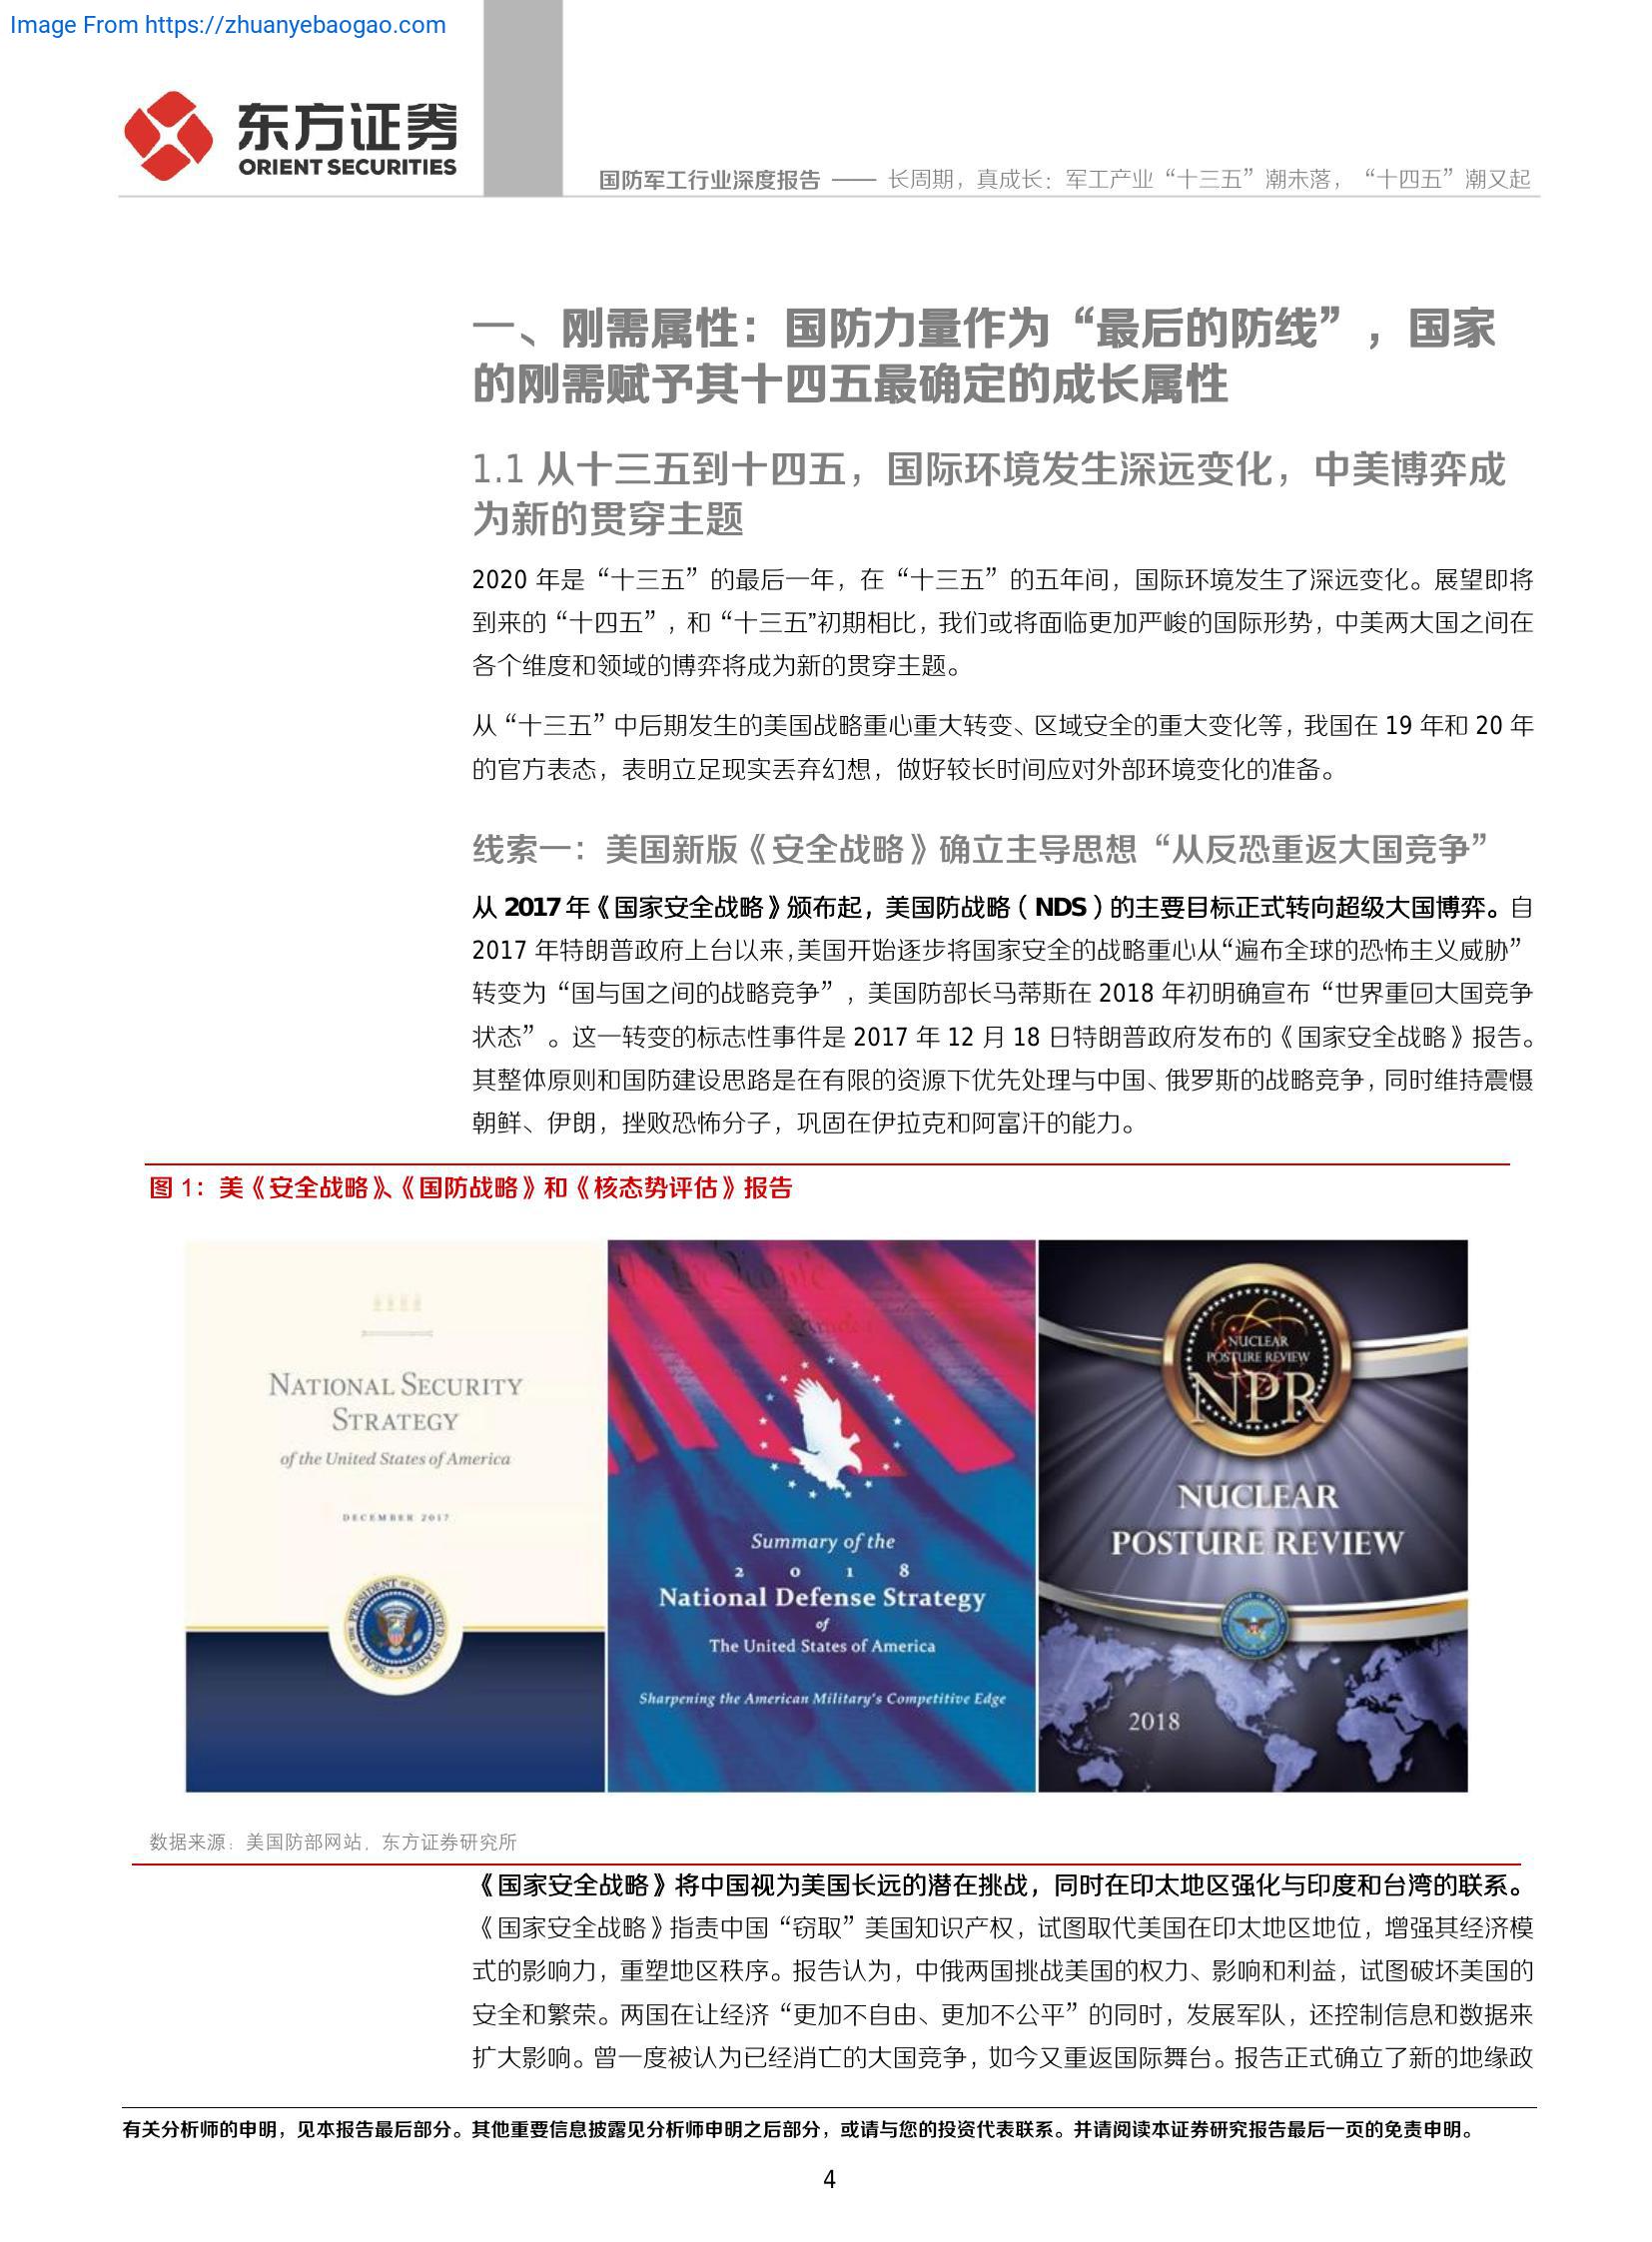 Image From https://zhuanyebaogao.com
东方证券
ORIENT SECURITIES
国防军工行业深度报告 —— 长周期，真成长：军工产业“十三五”潮未落，“十四五”潮又起
一、刚需属性：国防力量作为“最后的防线”，国家
的刚需赋予其十四五最确定的成长属性
1.1 从十三五到十四五，国际环境发生深远变化，中美博弈成
为新的贯穿主题
2020 年是“十三五”的最后一年，在“十三五”的五年间，国际环境发生了深远变化。展望即将
到来的“十四五”，和“十三五”初期相比，我们或将面临更加严峻的国际形势，中美两大国之间在
各个维度和领域的博弈将成为新的贯穿主题。
从“十三五”中后期发生的美国战略重心重大转变、区域安全的重大变化等，我国在 19 年和 20 年
的官方表态，表明立足现实丢弃幻想，做好较长时间应对外部环境变化的准备。
线索一：美国新版《安全战略》确立主导思想“从反恐重返大国竞争”
从 2017 年《国家安全战略》颁布起，美国防战略（NDS）的主要目标正式转向超级大国博弈。自
2017 年特朗普政府上台以来，美国开始逐步将国家安全的战略重心从“遍布全球的恐怖主义威胁”
转变为“国与国之间的战略竞争”，美国防部长马蒂斯在 2018 年初明确宣布“世界重回大国竞争
状态”。这一转变的标志性事件是 2017 年 12 月 18 日特朗普政府发布的《国家安全战略》报告。
其整体原则和国防建设思路是在有限的资源下优先处理与中国、俄罗斯的战略竞争，同时维持震慑
朝鲜、伊朗，挫败恐怖分子，巩固在伊拉克和阿富汗的能力。
图 1：美《安全战略》、《国防战略》和《核态势评估》报告
NATIONAL SECURITY
STRATEGY
of the United States of America
DECEMBER 2017
SEAL OF THE PRESIDENT OF THE UNITED STATES
Summary of the
2 0 1 8
National Defense Strategy
of
The United States of America
Sharpening the American Military's Competitive Edge
NUCLEAR
POSTURE REVIEW
NPR
NUCLEAR
POSTURE REVIEW
2018
数据来源：美国防部网站，东方证券研究所
《国家安全战略》将中国视为美国长远的潜在挑战，同时在印太地区强化与印度和台湾的联系。
《国家安全战略》指责中国“窃取”美国知识产权，试图取代美国在印太地区地位，增强其经济模
式的影响力，重塑地区秩序。报告认为，中俄两国挑战美国的权力、影响和利益，试图破坏美国的
安全和繁荣。两国在让经济“更加不自由、更加不公平”的同时，发展军队，还控制信息和数据来
扩大影响。曾一度被认为已经消亡的大国竞争，如今又重返国际舞台。报告正式确立了新的地缘政
有关分析师的申明，见本报告最后部分。其他重要信息披露见分析师申明之后部分，或请与您的投资代表联系。并请阅读本证券研究报告最后一页的免责申明。
4